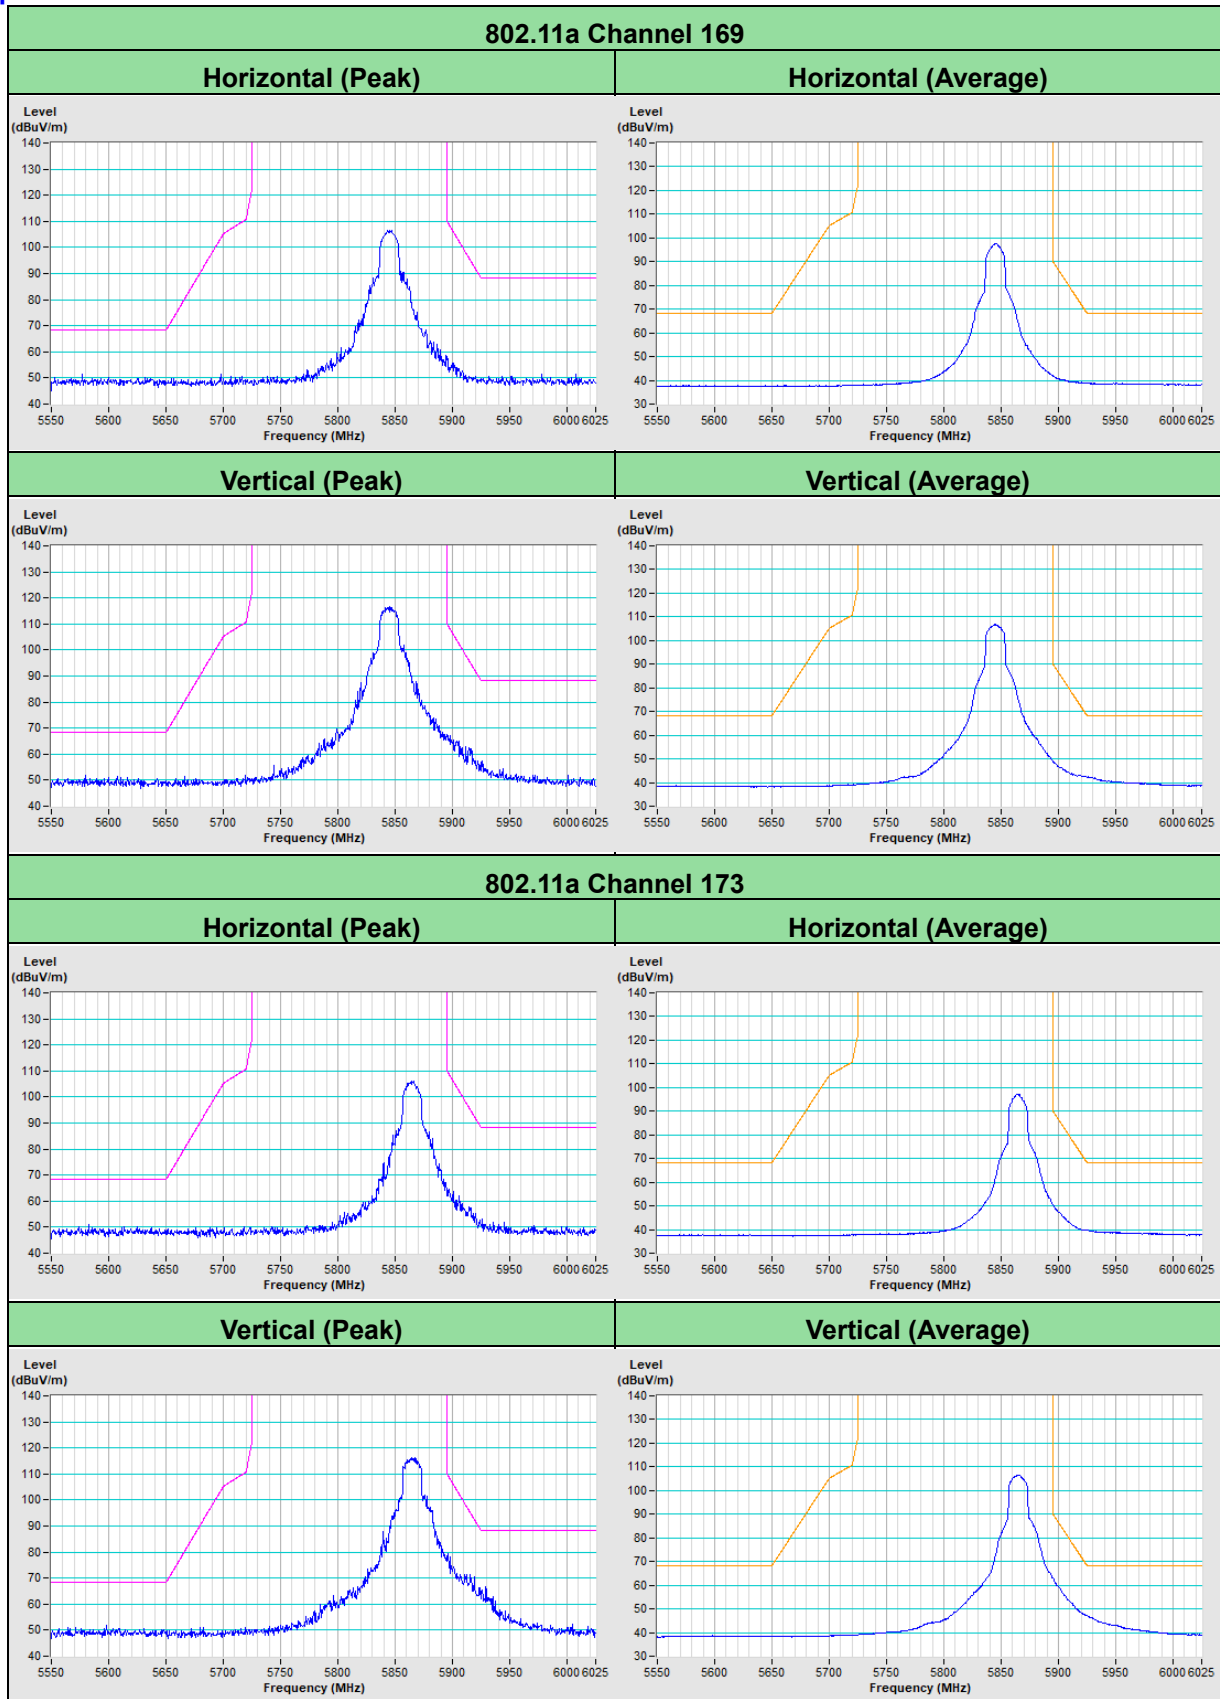 802.11a Channel 169
Horizontal (Peak) Horizontal (Average)
Level
(dBuV/m)
140
130
120
110
100
90
80
70
60
50
40
5550 5600 5650 5700 5750 5800 5850 5900 5950 6000 6025
Frequency (MHz)
Level
(dBuV/m)
140
130
120
110
100
90
80
70
60
50
40
30
5550 5600 5650 5700 5750 5800 5850 5900 5950 6000 6025
Frequency (MHz)
Vertical (Peak) Vertical (Average)
Level
(dBuV/m)
140
130
120
110
100
90
80
70
60
50
40
5550 5600 5650 5700 5750 5800 5850 5900 5950 6000 6025
Frequency (MHz)
Level
(dBuV/m)
140
130
120
110
100
90
80
70
60
50
40
30
5550 5600 5650 5700 5750 5800 5850 5900 5950 6000 6025
Frequency (MHz)
802.11a Channel 173
Horizontal (Peak) Horizontal (Average)
Level
(dBuV/m)
140
130
120
110
100
90
80
70
60
50
40
5550 5600 5650 5700 5750 5800 5850 5900 5950 6000 6025
Frequency (MHz)
Level
(dBuV/m)
140
130
120
110
100
90
80
70
60
50
40
30
5550 5600 5650 5700 5750 5800 5850 5900 5950 6000 6025
Frequency (MHz)
Vertical (Peak) Vertical (Average)
Level
(dBuV/m)
140
130
120
110
100
90
80
70
60
50
40
5550 5600 5650 5700 5750 5800 5850 5900 5950 6000 6025
Frequency (MHz)
Level
(dBuV/m)
140
130
120
110
100
90
80
70
60
50
40
30
5550 5600 5650 5700 5750 5800 5850 5900 5950 6000 6025
Frequency (MHz)